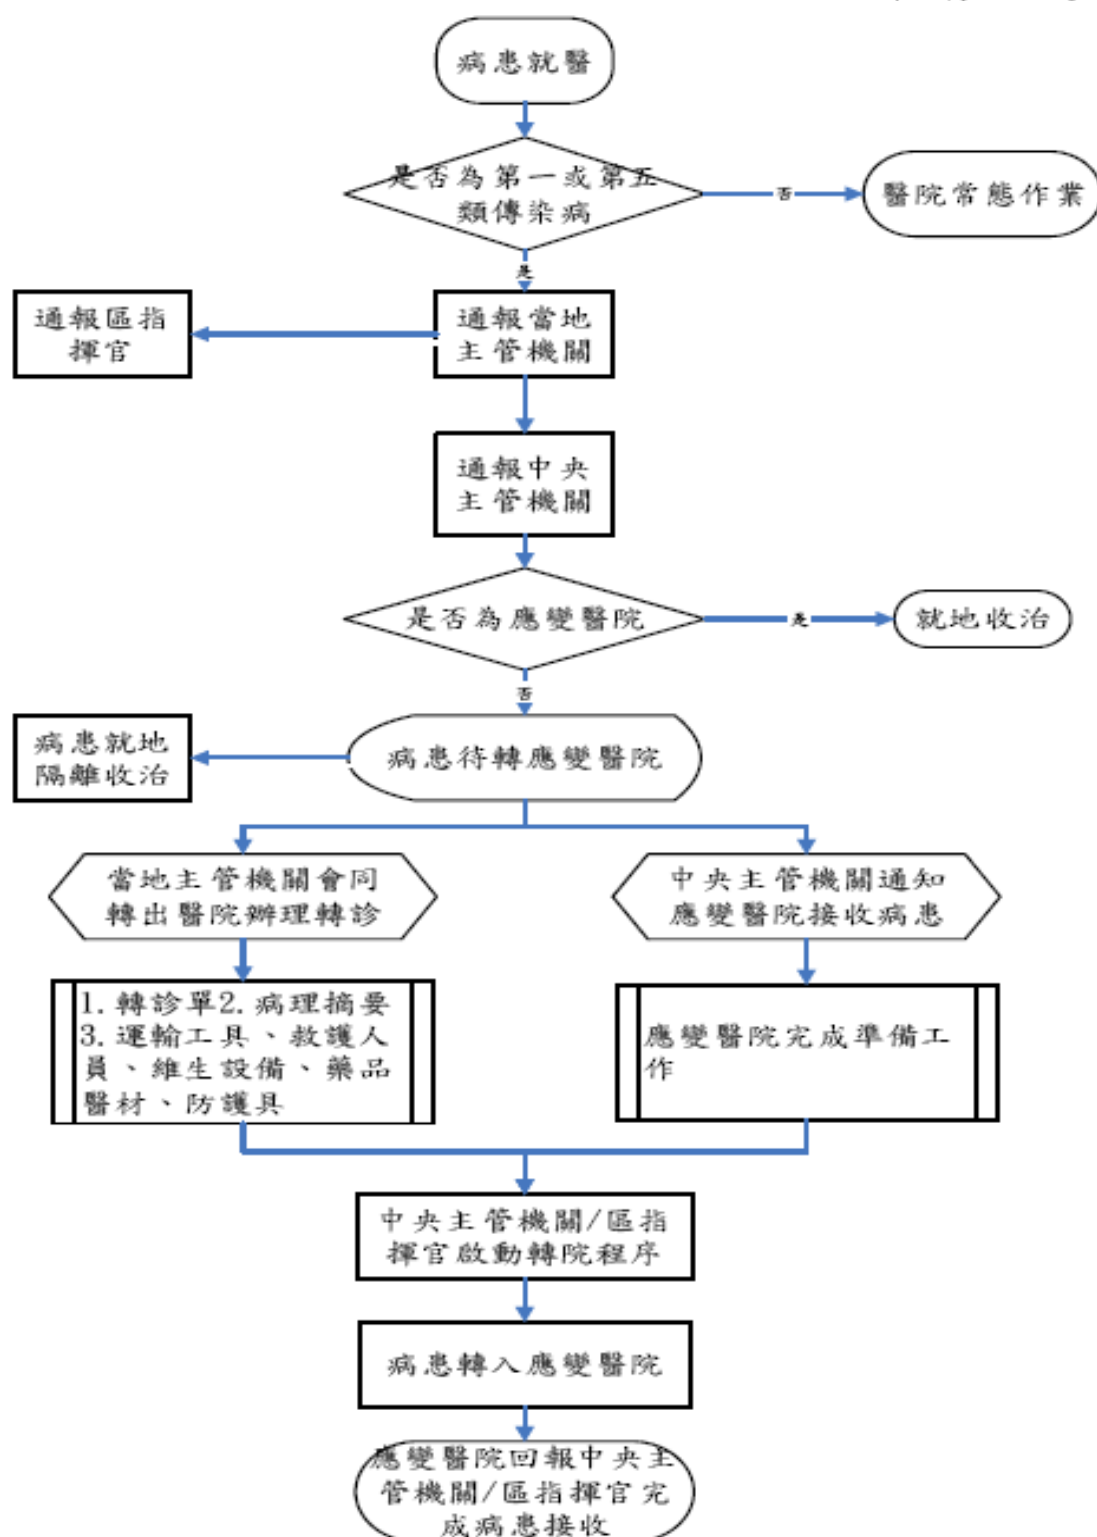 病患就醫
是否為第一或第五
類傳染病
否
醫院常態作業
是
通報區指
揮官
通報當地
主管機關
通報中央
主管機關
是否為應變醫院
是
就地收治
否
病患就地
隔離收治
病患待轉應變醫院
當地主管機關會同
轉出醫院辦理轉診
中央主管機關通知
應變醫院接收病患
1. 轉診單2. 病理摘要
3. 運輸工具、救護人
員、維生設備、藥品
醫材、防護具
應變醫院完成準備工
作
中央主管機關/區指
揮官啟動轉院程序
病患轉入應變醫院
應變醫院回報中央主
管機關/區指揮官完
成病患接收